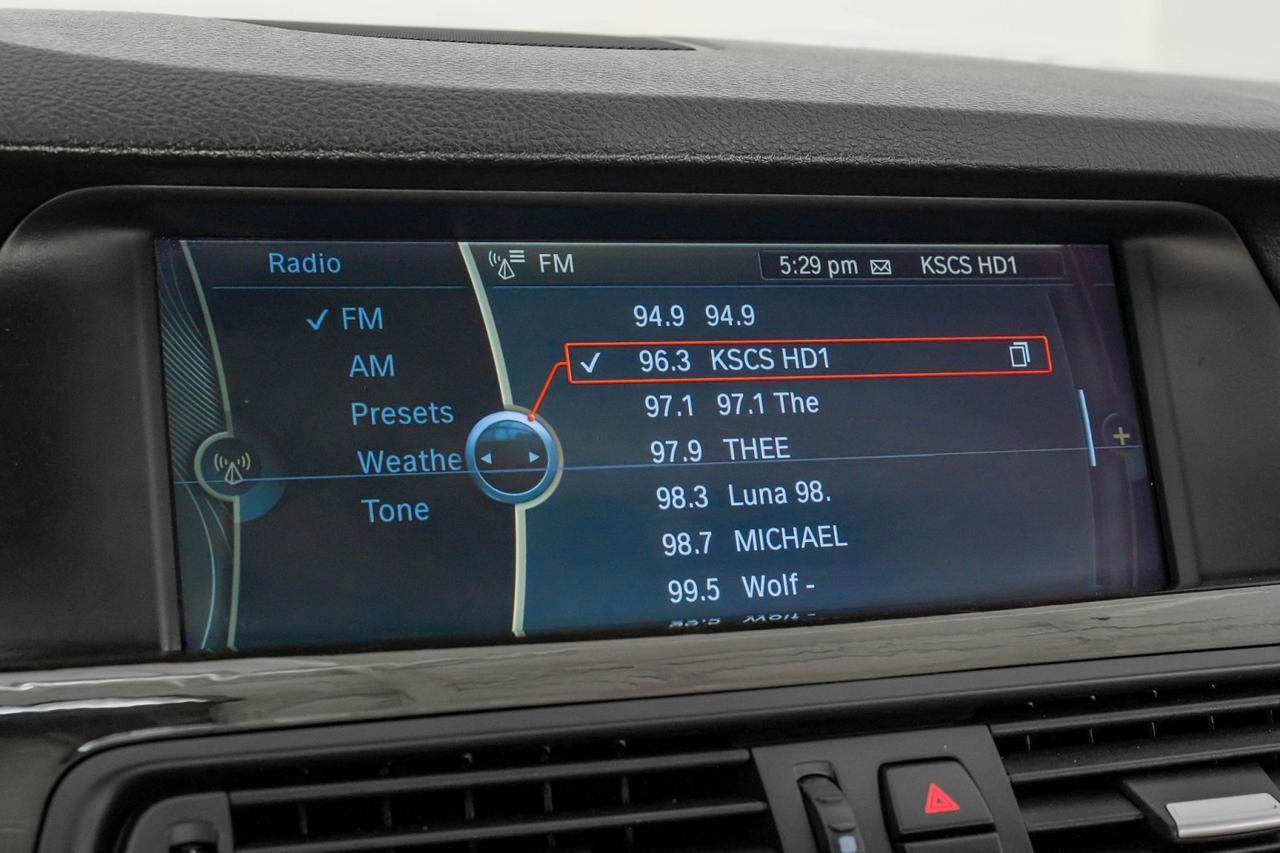 Radio
FM
AM
Presets
Weathe
Tone
FM
5:29 pm KSCS HD1
94.9 94.9
96.3 KSCS HD1
97.1 97.1 The
97.9 THEE
98.3 Luna 98.
98.7 MICHAEL
99.5 Wolf -